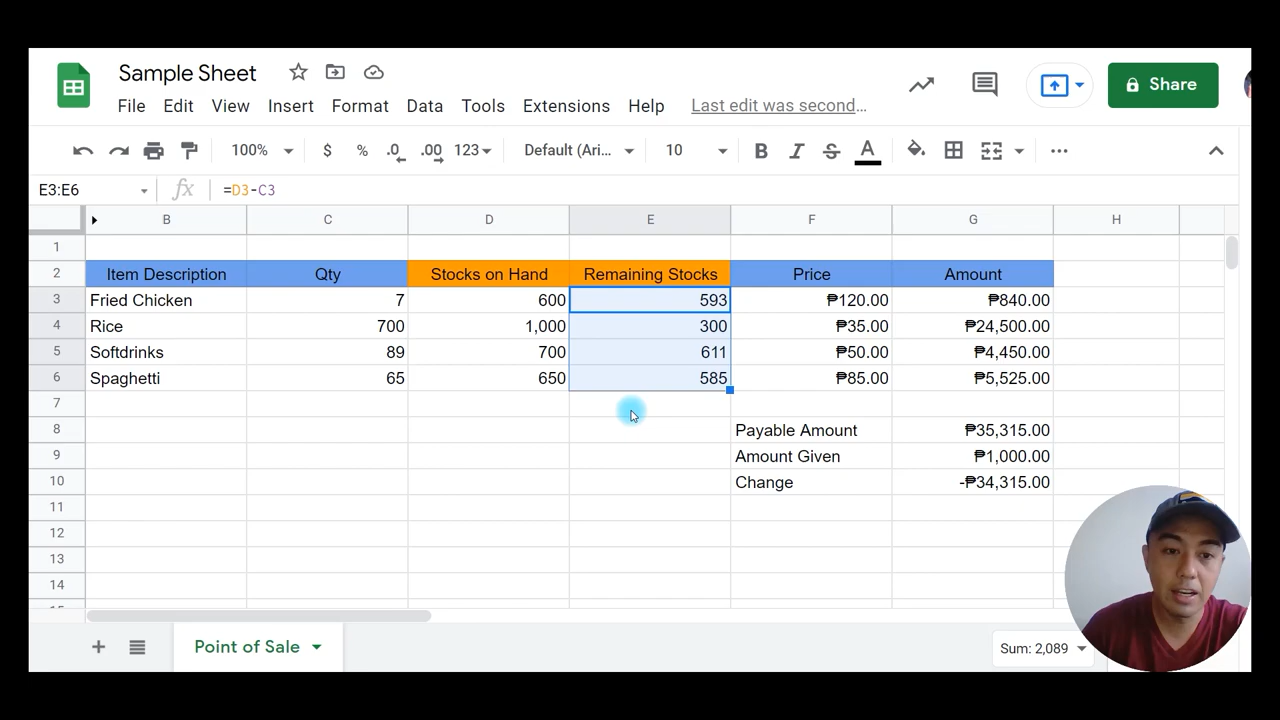 Sample Sheet
File Edit View Insert Format Data Tools Extensions Help Last edit was second…
Share
100% $ % .0 .00 123 Default (Ari... 10 B I S A
E3:E6 fx =D3-C3
B C D E F G H
1
2 Item Description Qty Stocks on Hand Remaining Stocks Price Amount
3 Fried Chicken 7 600 593 ₱120.00 ₱840.00
4 Rice 700 1,000 300 ₱35.00 ₱24,500.00
5 Softdrinks 89 700 611 ₱50.00 ₱4,450.00
6 Spaghetti 65 650 585 ₱85.00 ₱5,525.00
7
8 Payable Amount ₱35,315.00
9 Amount Given ₱1,000.00
10 Change -₱34,315.00
11
12
13
14
Point of Sale
Sum: 2,089